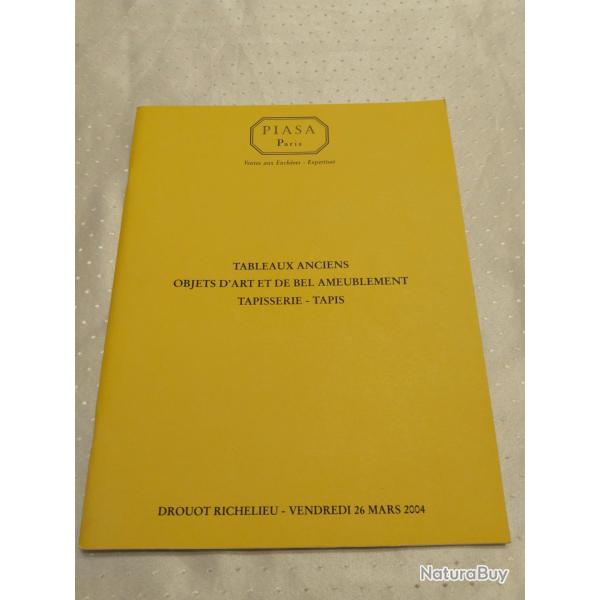 PIASA
Paris
Ventes aux Enchères - Expertises
TABLEAUX ANCIENS
OBJETS D'ART ET DE BEL AMEUBLEMENT
TAPISSERIE - TAPIS
DROUOT RICHELIEU - VENDREDI 26 MARS 2004
NaturaBuy